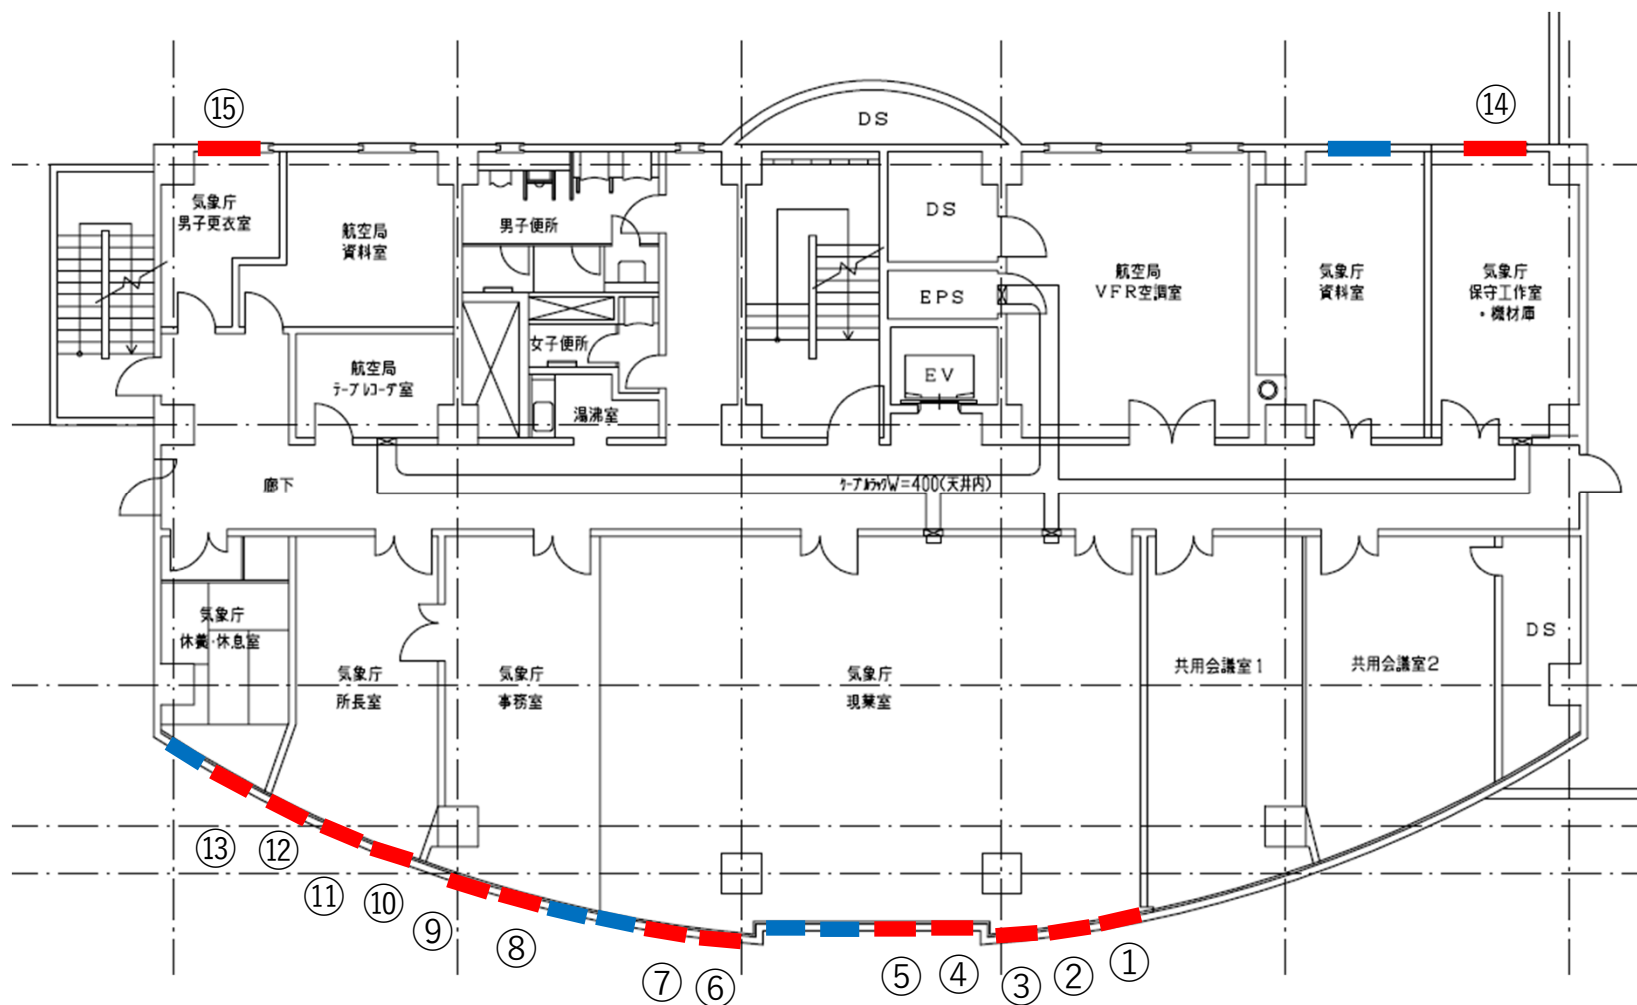 ⑮
⑭
DS
気象庁
男子更衣室
航空局
資料室
男子便所
DS
航空局
VFR空調室
気象庁
資料室
気象庁
保守工作室
・機材庫
EPS
女子便所
航空局
テープレコーダ室
EV
湯沸室
廊下
ケーブルラックW=400(天井内)
気象庁
休養・休息室
気象庁
所長室
気象庁
事務室
気象庁
現業室
共用会議室1
共用会議室2
DS
⑬
⑫
⑪
⑩
⑨
⑧
⑦
⑥
⑤
④
③
②
①